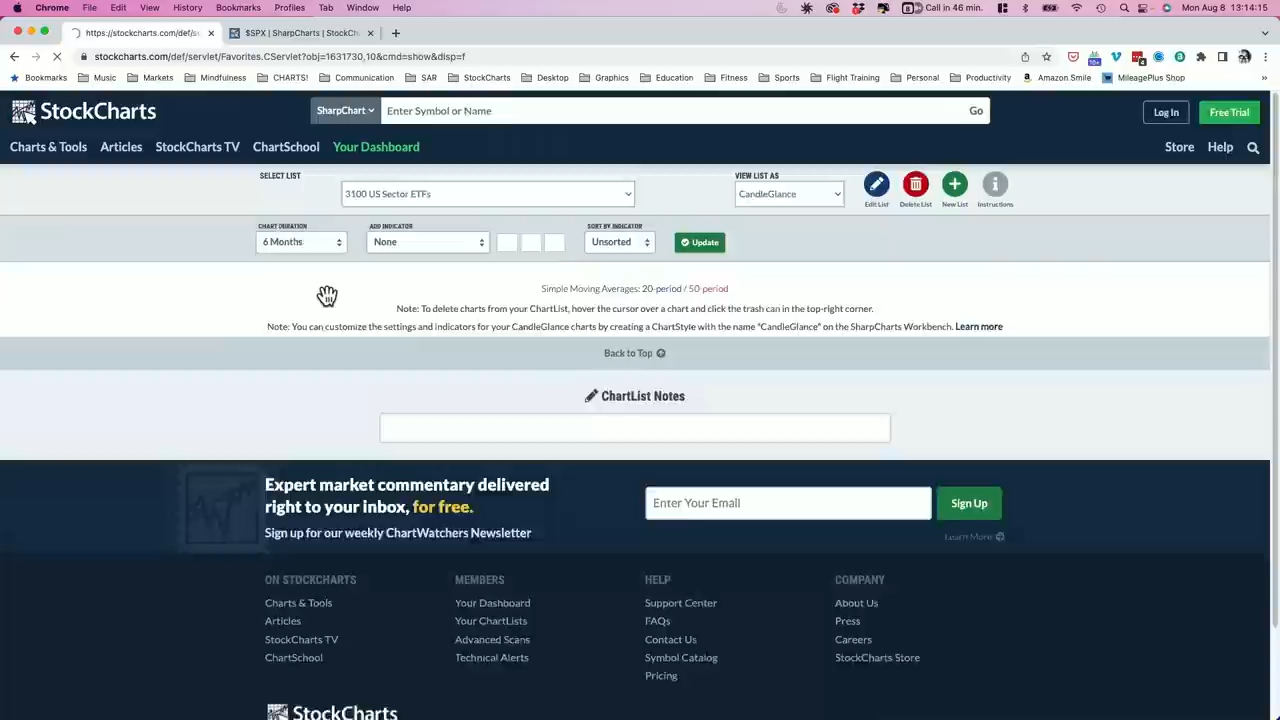 Chrome File Edit View History Bookmarks Profiles Tab Window Help Call in 46 min. Mon Aug 8 13:14:15
https://stockcharts.com/def/se $SPX | SharpCharts | StockCh
stockcharts.com/def/servlet/Favorites.CServlet?obj=1631730,10&cmd=show&disp=f
Bookmarks Music Markets Mindfulness CHARTS! Communication SAR StockCharts Desktop Graphics Education Fitness Sports Flight Training Personal Productivity Amazon Smile MileagePlus Shop
StockCharts SharpChart Enter Symbol or Name Go Log In Free Trial
Charts & Tools Articles StockCharts TV ChartSchool Your Dashboard Store Help
SELECT LIST VIEW LIST AS
3100 US Sector ETFs CandleGlance
Edit List Delete List New List Instructions
CHART DURATION ADD INDICATOR SORT BY INDICATOR
6 Months None Unsorted Update
Simple Moving Averages: 20-period / 50-period
Note: To delete charts from your ChartList, hover the cursor over a chart and click the trash can in the top-right corner.
Note: You can customize the settings and indicators for your CandleGlance charts by creating a ChartStyle with the name "CandleGlance" on the SharpCharts Workbench. Learn more
Back to Top
ChartList Notes
Expert market commentary delivered
right to your inbox, for free.
Sign up for our weekly ChartWatchers Newsletter
Enter Your Email Sign Up
Learn More
ON STOCKCHARTS MEMBERS HELP COMPANY
Charts & Tools Your Dashboard Support Center About Us
Articles Your ChartLists FAQs Press
StockCharts TV Advanced Scans Contact Us Careers
ChartSchool Technical Alerts Symbol Catalog StockCharts Store
Pricing
StockCharts